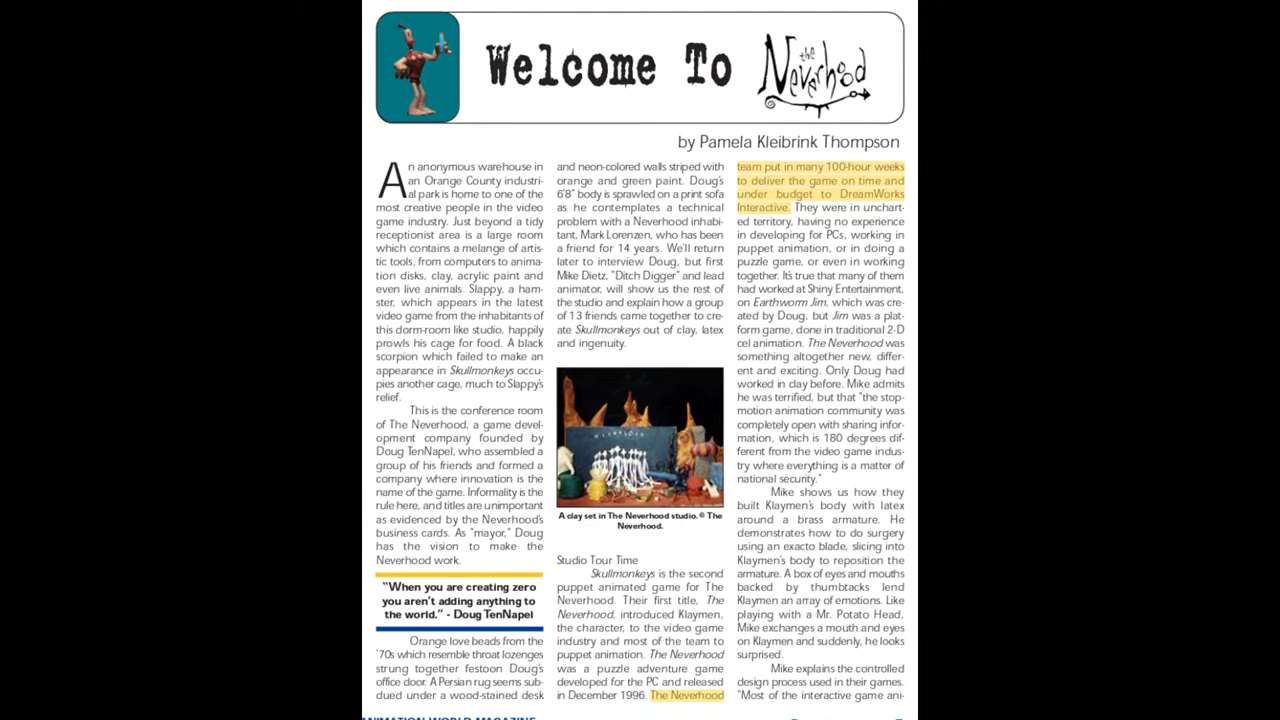 Welcome To the Neverhood
by Pamela Kleibrink Thompson
An anonymous warehouse in
an Orange County industri-
al park is home to one of the
most creative people in the video
game industry. Just beyond a tidy
receptionist area is a large room
which contains a melange of artis-
tic tools, from computers to anima-
tion disks, clay, acrylic paint and
even live animals. Slappy, a ham-
ster, which appears in the latest
video game from the inhabitants of
this dorm-room like studio, happily
prowls his cage for food. A black
scorpion which failed to make an
appearance in Skullmonkeys occu-
pies another cage, much to Slappy's
relief.
This is the conference room
of The Neverhood, a game devel-
opment company founded by
Doug TenNapel, who assembled a
group of his friends and formed a
company where innovation is the
name of the game. Informality is the
rule here, and titles are unimportant
as evidenced by the Neverhood's
business cards. As "mayor," Doug
has the vision to make the
Neverhood work.
"When you are creating zero
you aren't adding anything to
the world." - Doug TenNapel
Orange love beads from the
'70s which resemble throat lozenges
strung together festoon Doug's
office door. A Persian rug seems sub-
dued under a wood-stained desk
and neon-colored walls striped with
orange and green paint. Doug's
6'8" body is sprawled on a print sofa
as he contemplates a technical
problem with a Neverhood inhabi-
tant, Mark Lorenzen, who has been
a friend for 14 years. We'll return
later to interview Doug, but first
Mike Dietz, "Ditch Digger" and lead
animator, will show us the rest of
the studio and explain how a group
of 13 friends came together to cre-
ate Skullmonkeys out of clay, latex
and ingenuity.
A clay set in The Neverhood studio. © The
Neverhood.
Studio Tour Time
Skullmonkeys is the second
puppet animated game for The
Neverhood. Their first title, The
Neverhood, introduced Klaymen,
the character, to the video game
industry and most of the team to
puppet animation. The Neverhood
was a puzzle adventure game
developed for the PC and released
in December 1996. The Neverhood
team put in many 100-hour weeks
to deliver the game on time and
under budget to DreamWorks
Interactive. They were in unchart-
ed territory, having no experience
in developing for PCs, working in
puppet animation, or in doing a
puzzle game, or even in working
together. It's true that many of them
had worked at Shiny Entertainment,
on Earthworm Jim, which was cre-
ated by Doug, but Jim was a plat-
form game, done in traditional 2-D
cel animation. The Neverhood was
something altogether new, differ-
ent and exciting. Only Doug had
worked in clay before. Mike admits
he was terrified, but that "the stop-
motion animation community was
completely open with sharing infor-
mation, which is 180 degrees dif-
ferent from the video game indus-
try where everything is a matter of
national security."
Mike shows us how they
built Klaymen's body with latex
around a brass armature. He
demonstrates how to do surgery
using an exacto blade, slicing into
Klaymen's body to reposition the
armature. A box of eyes and mouths
backed by thumbtacks lend
Klaymen an array of emotions. Like
playing with a Mr. Potato Head,
Mike exchanges a mouth and eyes
on Klaymen and suddenly, he looks
surprised.
Mike explains the controlled
design process used in their games.
"Most of the interactive game ani-
ANIMATION WORLD MAGAZINE